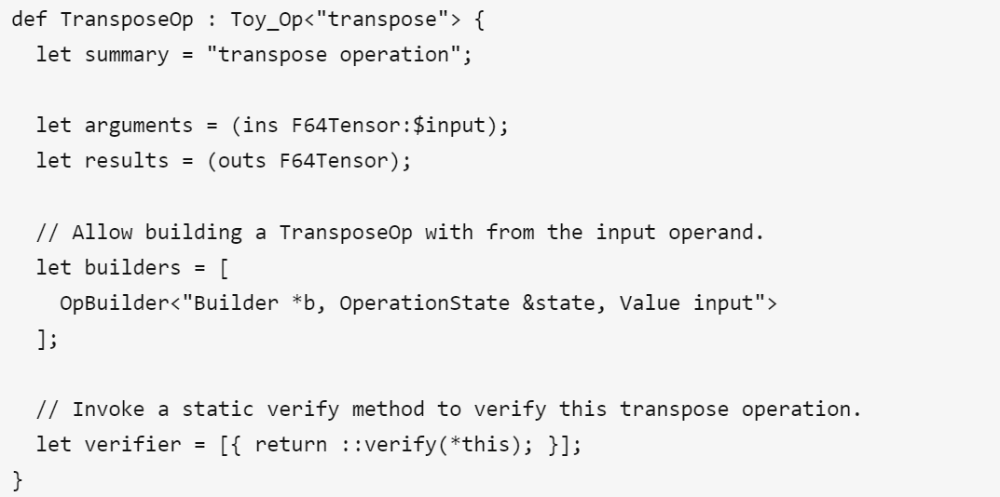 def TransposeOp : Toy_Op<"transpose"> {
  let summary = "transpose operation";

  let arguments = (ins F64Tensor:$input);
  let results = (outs F64Tensor);

  // Allow building a TransposeOp with from the input operand.
  let builders = [
    OpBuilder<"Builder *b, OperationState &state, Value input">
  ];

  // Invoke a static verify method to verify this transpose operation.
  let verifier = [{ return ::verify(*this); }];
}